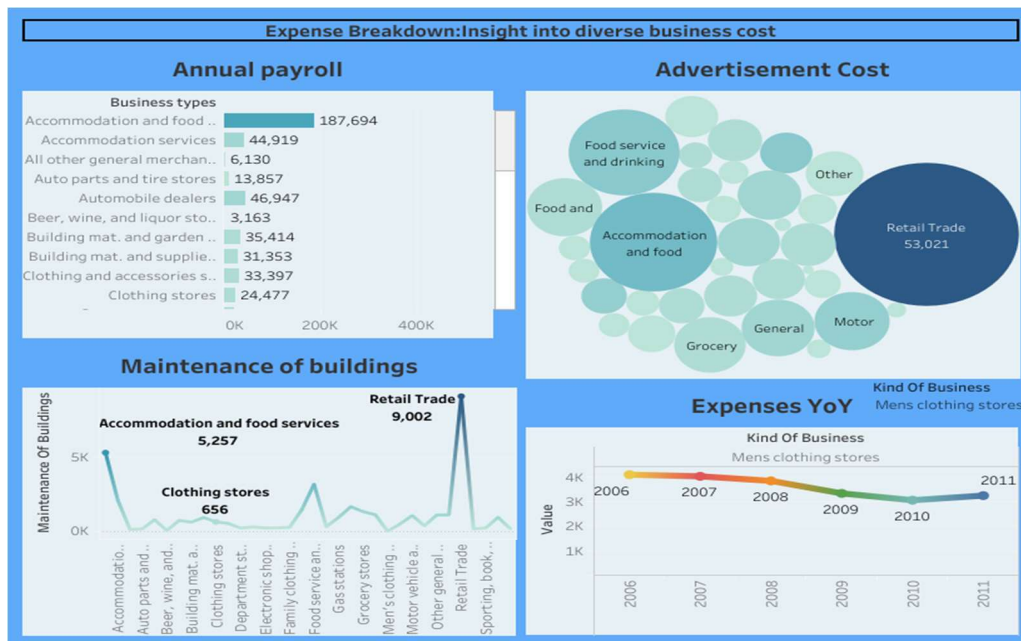 Expense Breakdown:Insight into diverse business cost
Annual payroll
Business types
Accommodation and food .. 187,694
Accommodation services 44,919
All other general merchan.. 6,130
Auto parts and tire stores 13,857
Automobile dealers 46,947
Beer, wine, and liquor sto.. 3,163
Building mat. and garden .. 35,414
Building mat. and supplie.. 31,353
Clothing and accessories s.. 33,397
Clothing stores 24,477
0K 200K 400K
Advertisement Cost
Food service
and drinking
Other
Food and
Accommodation
and food
Retail Trade
53,021
Grocery
General
Motor
Maintenance of buildings
Maintenance Of Buildings
5K
0K
Accommodation and food services
5,257
Clothing stores
656
Retail Trade
9,002
Accommodatio..
Auto parts and..
Beer, wine, and..
Building mat. a..
Clothing stores
Department st..
Electronic shop..
Family clothing ..
Food service an..
Gas stations
Grocery stores
Men's clothing ..
Motor vehicle a..
Other general ..
Retail Trade
Sporting, book, ..
Kind Of Business
Mens clothing stores
Expenses YoY
Kind Of Business
Mens clothing stores
Value
4K
3K
2K
1K
2006
2007
2008
2009
2010
2011
2006
2007
2008
2009
2010
2011